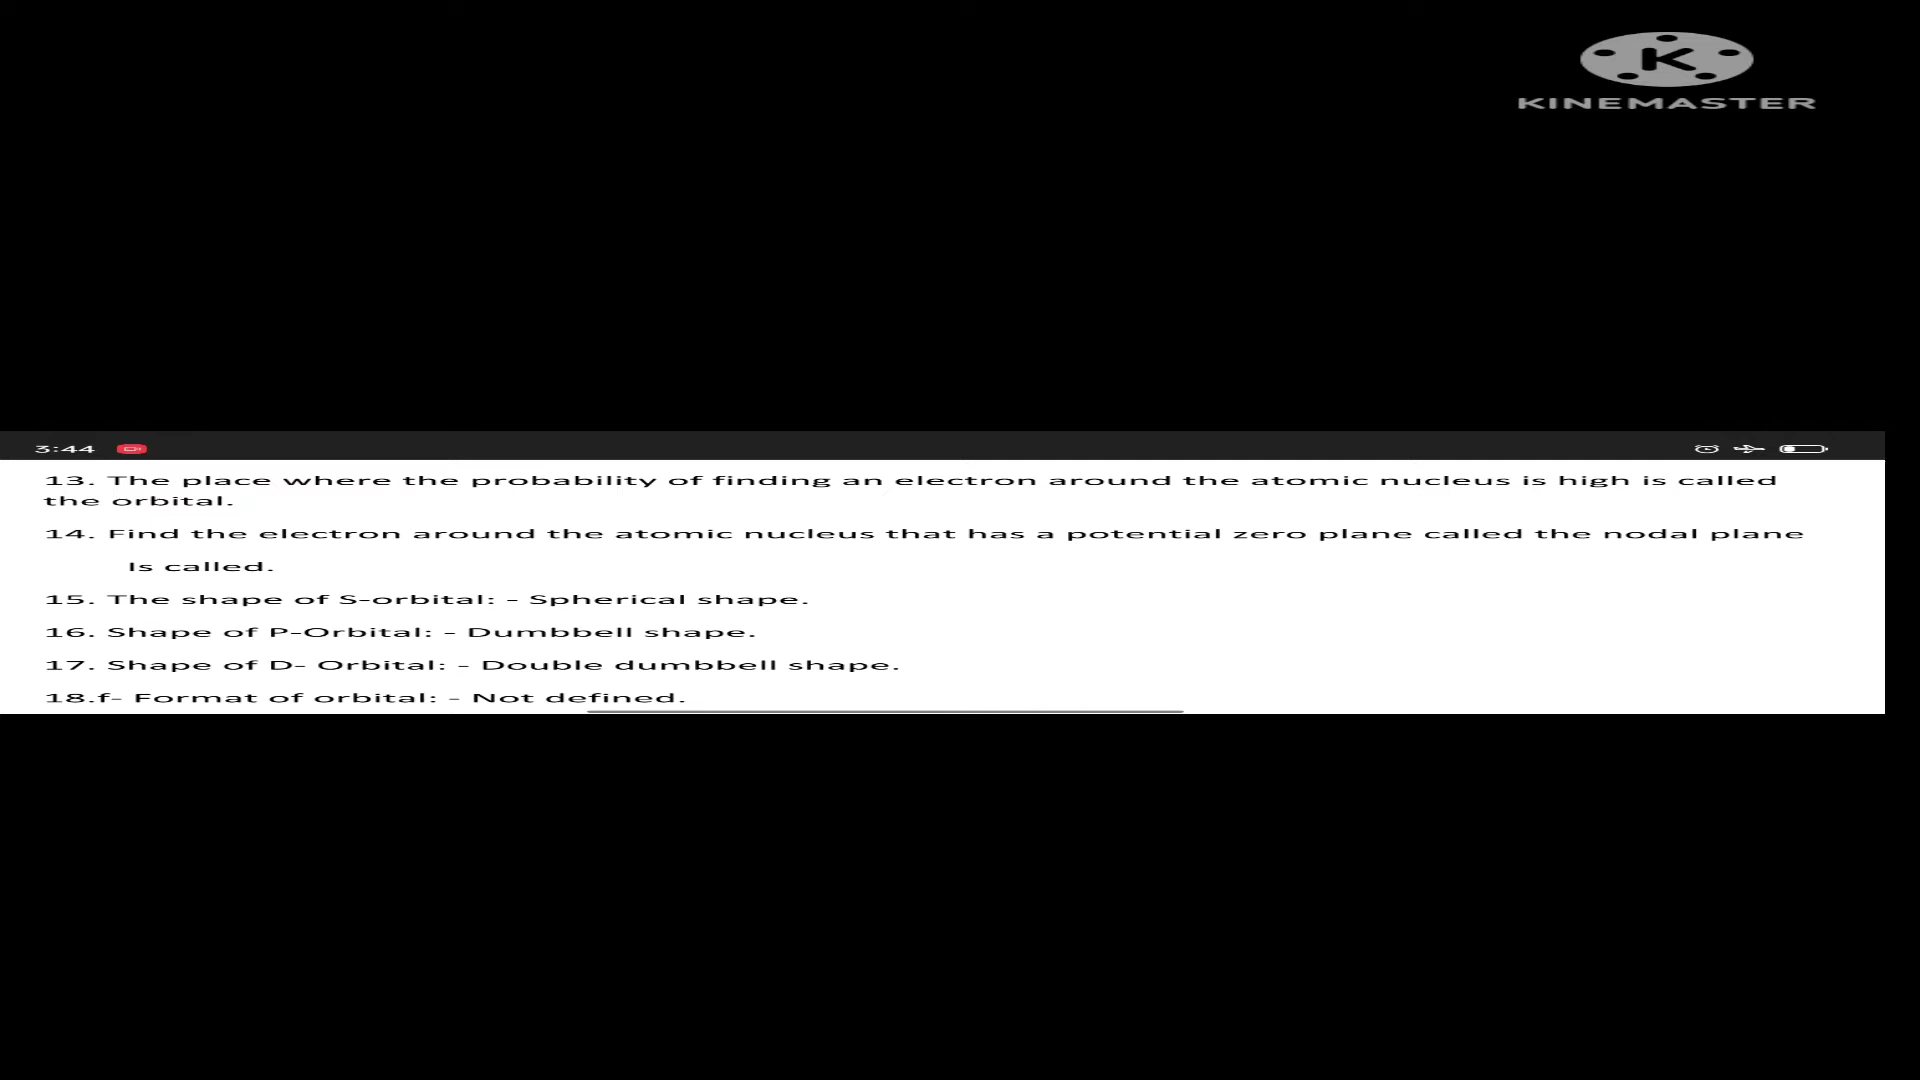 K
KINEMASTER
3:44
13. The place where the probability of finding an electron around the atomic nucleus is high is called
the orbital.
14. Find the electron around the atomic nucleus that has a potential zero plane called the nodal plane
Is called.
15. The shape of S-orbital: - Spherical shape.
16. Shape of P-Orbital: - Dumbbell shape.
17. Shape of D- Orbital: - Double dumbbell shape.
18.f- Format of orbital: - Not defined.